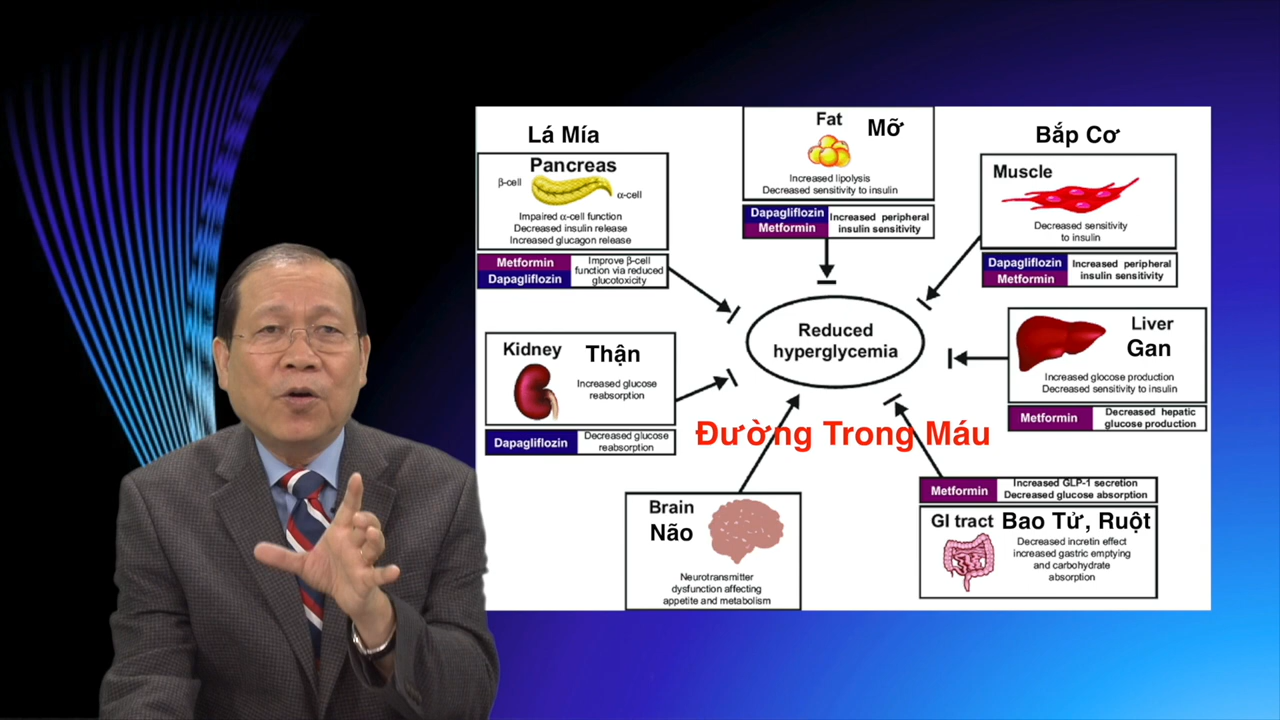 Lá Mía
Pancreas
β-cell
α-cell
Impaired α-cell function
Decreased insulin release
Increased glucagon release
Metformin
Dapagliflozin
Improve β-cell
function via reduced
glucotoxicity
Fat
Mỡ
Increased lipolysis
Decreased sensitivity to insulin
Dapagliflozin
Metformin
Increased peripheral
insulin sensitivity
Bắp Cơ
Muscle
Decreased sensitivity
to insulin
Dapagliflozin
Metformin
Increased peripheral
insulin sensitivity
Kidney
Thận
Increased glucose
reabsorption
Dapagliflozin
Decreased glucose
reabsorption
Reduced
hyperglycemia
Đường Trong Máu
Liver
Gan
Increased glocose production
Decreased sensitivity to insulin
Metformin
Decreased hepatic
glucose production
Brain
Não
Neurotransmitter
dysfunction affecting
appetite and metabolism
Metformin
Increased GLP-1 secretion
Decreased glucose absorption
GI tract Bao Tử, Ruột
Decreased incretin effect
increased gastric emptying
and carbohydrate
absorption